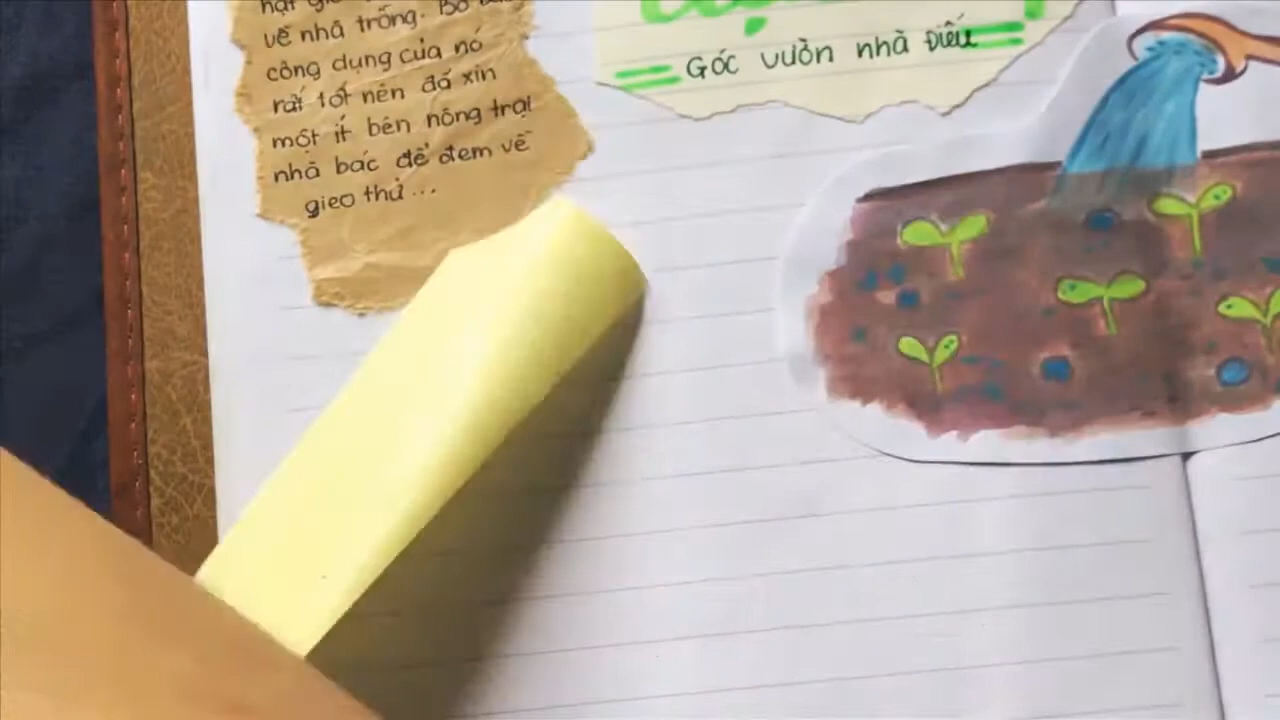 về nhà trồng. Bố
công dụng của nó
rất tốt nên đã xin
một ít bên nông trại
nhà bác để đem về
gieo thử...
Góc vườn nhà Điếu